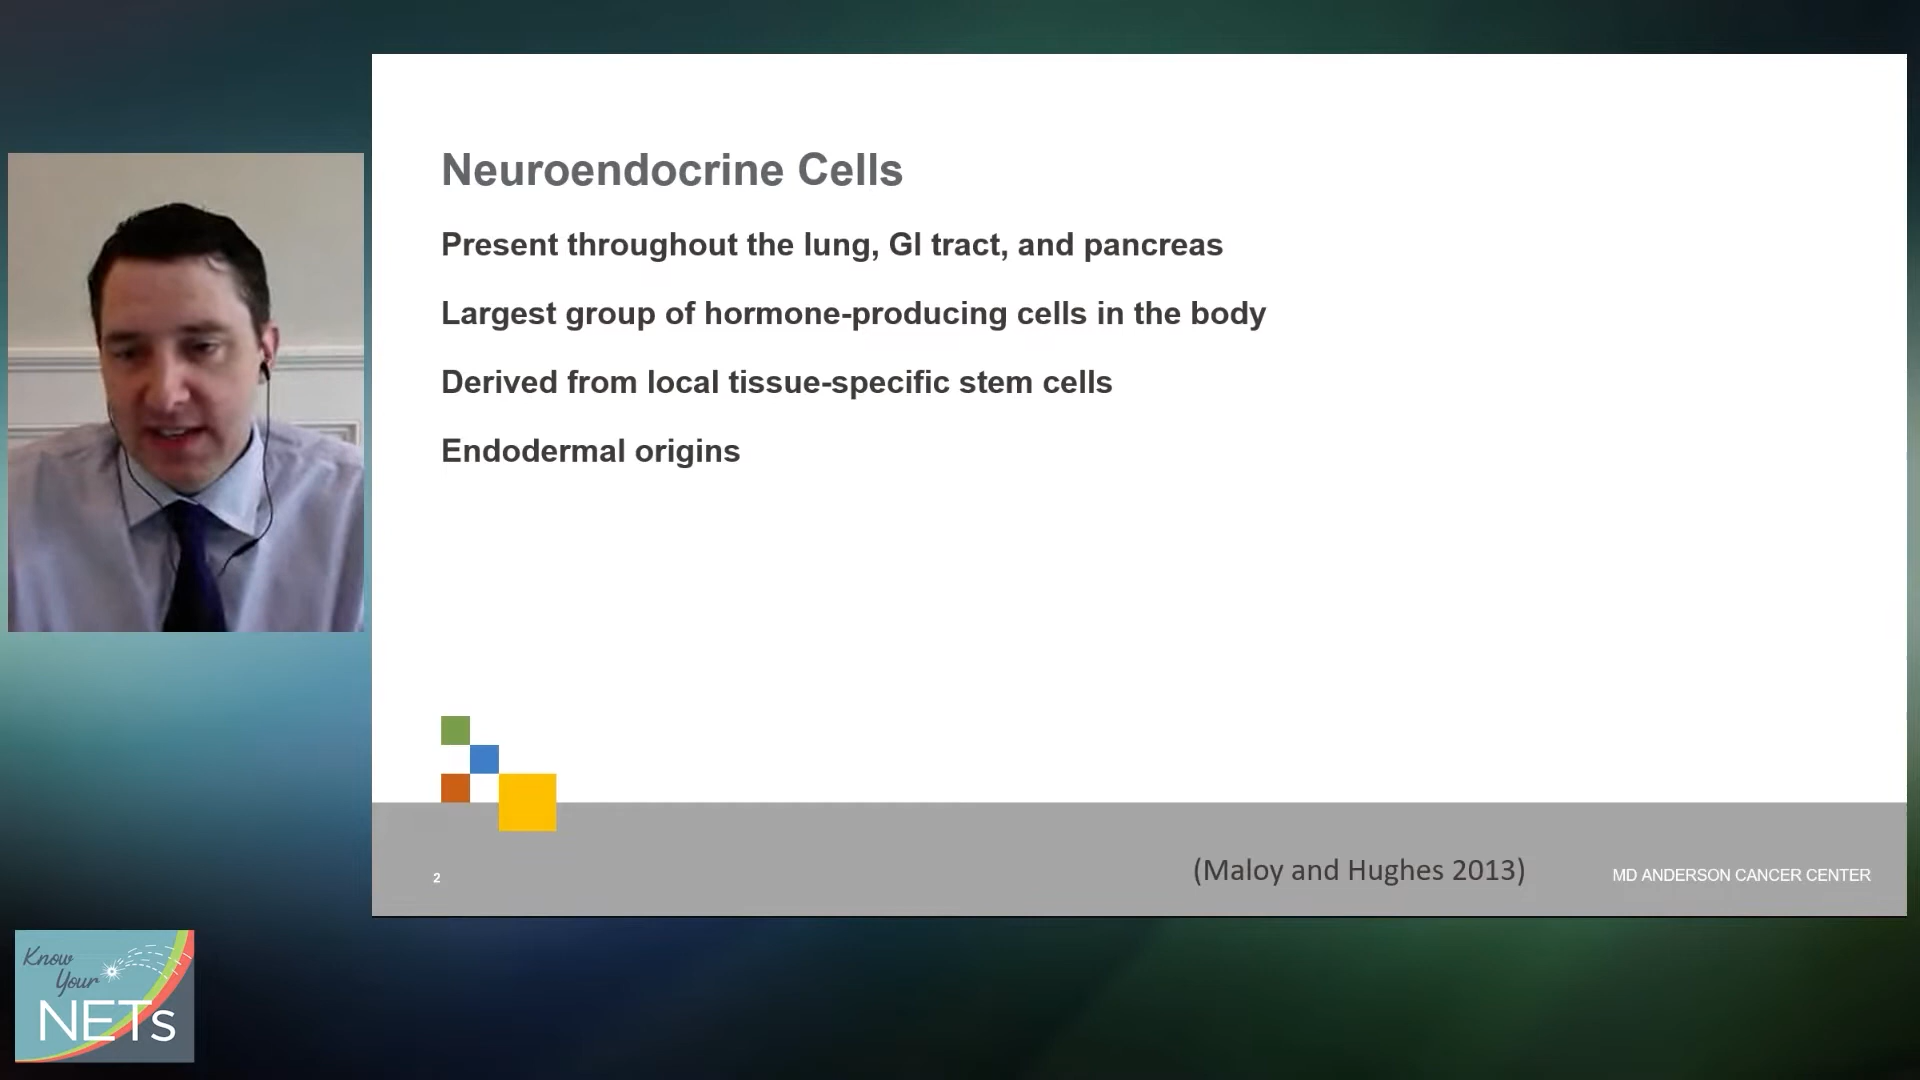 Neuroendocrine Cells
Present throughout the lung, GI tract, and pancreas
Largest group of hormone-producing cells in the body
Derived from local tissue-specific stem cells
Endodermal origins
2
(Maloy and Hughes 2013)
MD ANDERSON CANCER CENTER
Know
Your
NETs